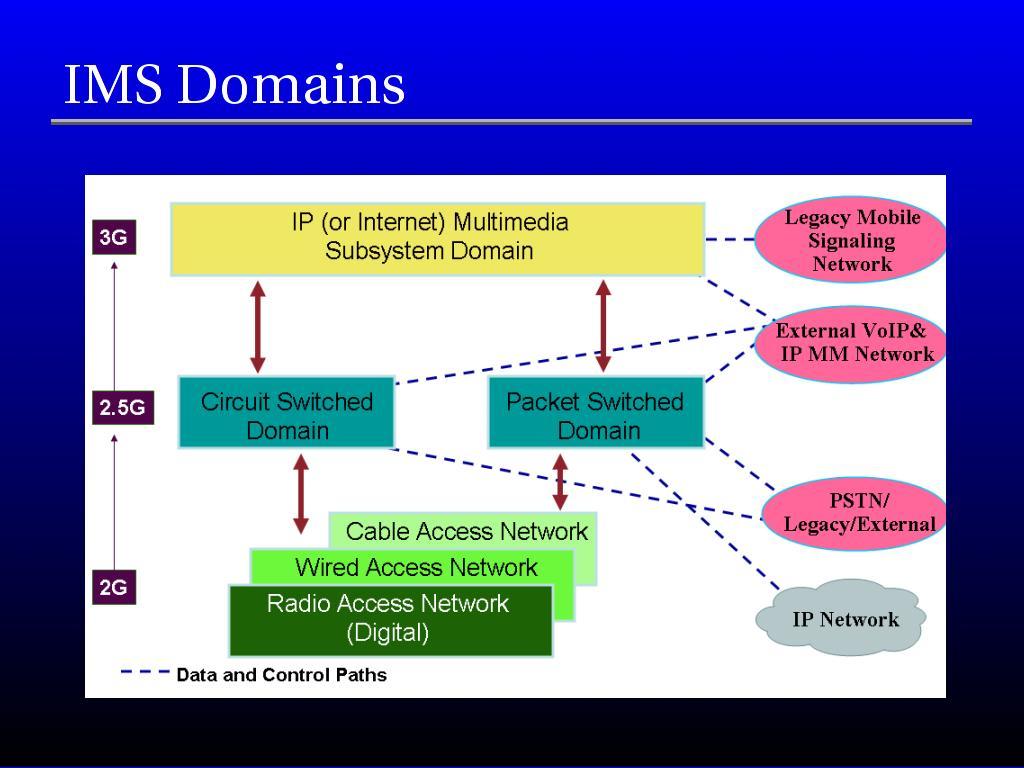 IMS Domains
3G
IP (or Internet) Multimedia
Subsystem Domain
Legacy Mobile
Signaling
Network
External VoIP&
IP MM Network
2.5G
Circuit Switched
Domain
Packet Switched
Domain
PSTN/
Legacy/External
Cable Access Network
Wired Access Network
2G
Radio Access Network
(Digital)
IP Network
Data and Control Paths